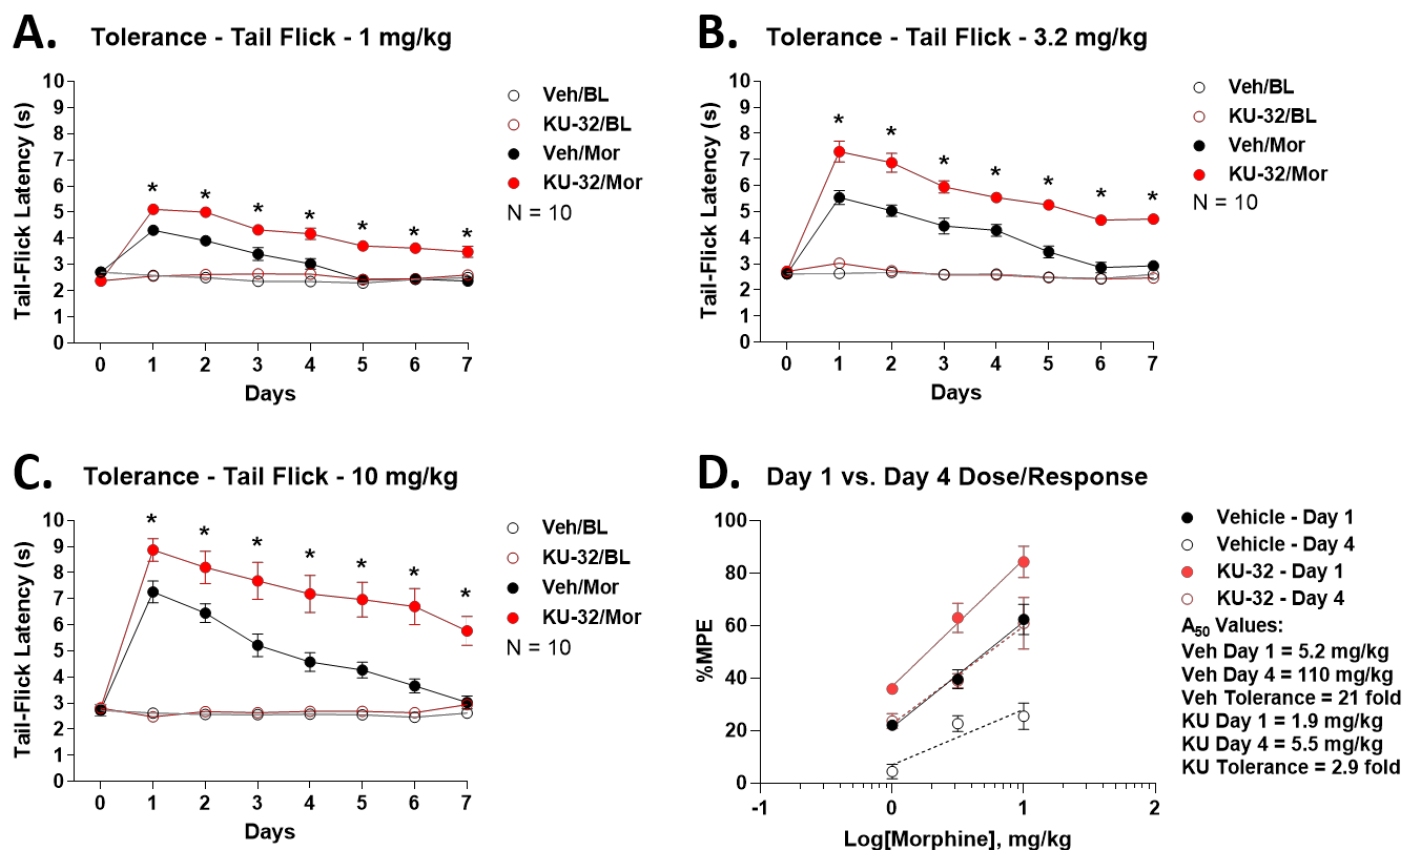 A. Tolerance - Tail Flick - 1 mg/kg
10
9
8
7
6
5
4
3
2
1
0
Tail-Flick Latency (s)
* * * * * * *
0 1 2 3 4 5 6 7
Days
Veh/BL
KU-32/BL
Veh/Mor
KU-32/Mor
N = 10
B. Tolerance - Tail Flick - 3.2 mg/kg
10
9
8
7
6
5
4
3
2
1
0
Tail-Flick Latency (s)
* * * * * * *
0 1 2 3 4 5 6 7
Days
Veh/BL
KU-32/BL
Veh/Mor
KU-32/Mor
N = 10
C. Tolerance - Tail Flick - 10 mg/kg
10
9
8
7
6
5
4
3
2
1
0
Tail-Flick Latency (s)
* * * * * * *
0 1 2 3 4 5 6 7
Days
Veh/BL
KU-32/BL
Veh/Mor
KU-32/Mor
N = 10
D. Day 1 vs. Day 4 Dose/Response
100
80
60
40
20
0
%MPE
-1 0 1 2
Log[Morphine], mg/kg
Vehicle - Day 1
Vehicle - Day 4
KU-32 - Day 1
KU-32 - Day 4
A50 Values:
Veh Day 1 = 5.2 mg/kg
Veh Day 4 = 110 mg/kg
Veh Tolerance = 21 fold
KU Day 1 = 1.9 mg/kg
KU Day 4 = 5.5 mg/kg
KU Tolerance = 2.9 fold